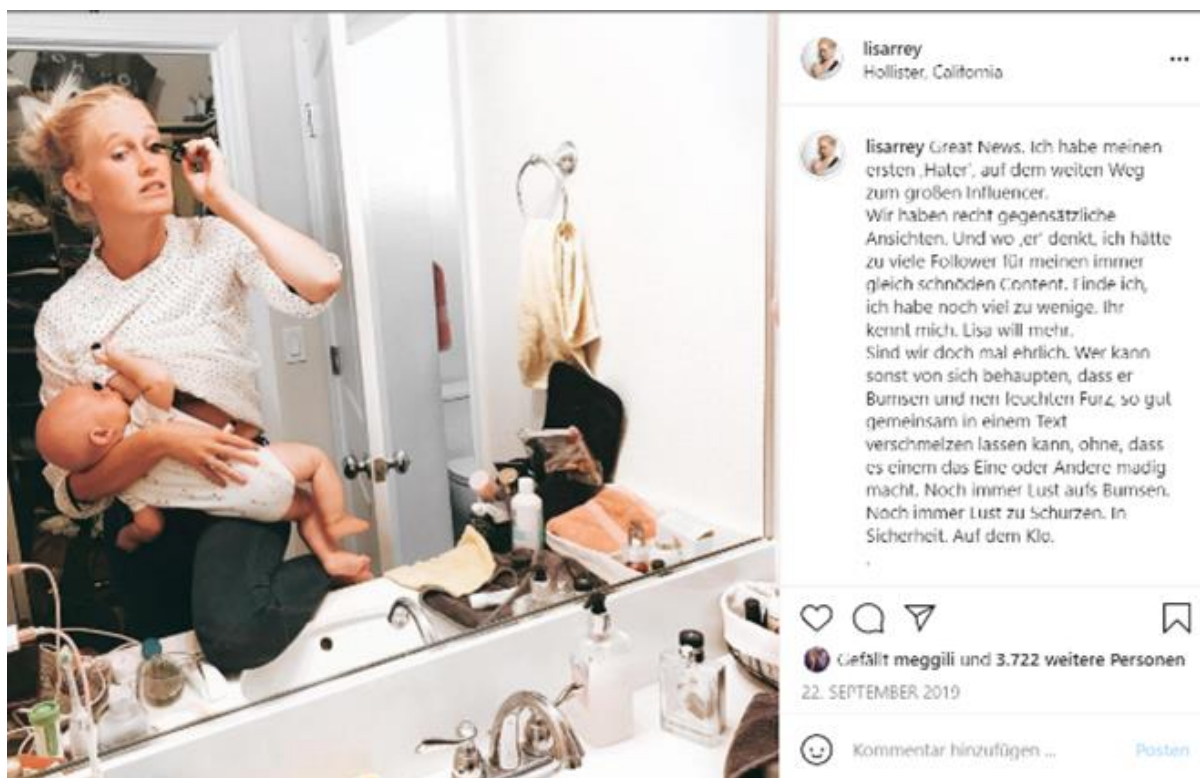 lisarrey
Hollister, California
lisarrey Great News. Ich habe meinen
ersten ‚Hater', auf dem weiten Weg
zum großen Influencer.
Wir haben recht gegensätzliche
Ansichten. Und wo ‚er' denkt, ich hätte
zu viele Follower für meinen immer
gleich schnöden Content. Finde ich,
ich habe noch viel zu wenige. Ihr
kennt mich. Lisa will mehr.
Sind wir doch mal ehrlich. Wer kann
sonst von sich behaupten, dass er
Bumsen und nen feuchten Furz, so gut
gemeinsam in einem Text
verschmelzen lassen kann, ohne, dass
es einem das Eine oder Andere madig
macht. Noch immer Lust aufs Bumsen.
Noch immer Lust zu Schurzen. In
Sicherheit. Auf dem Klo.
.
Gefällt meggili und 3.722 weitere Personen
22. SEPTEMBER 2019
Kommentar hinzufügen ... Posten